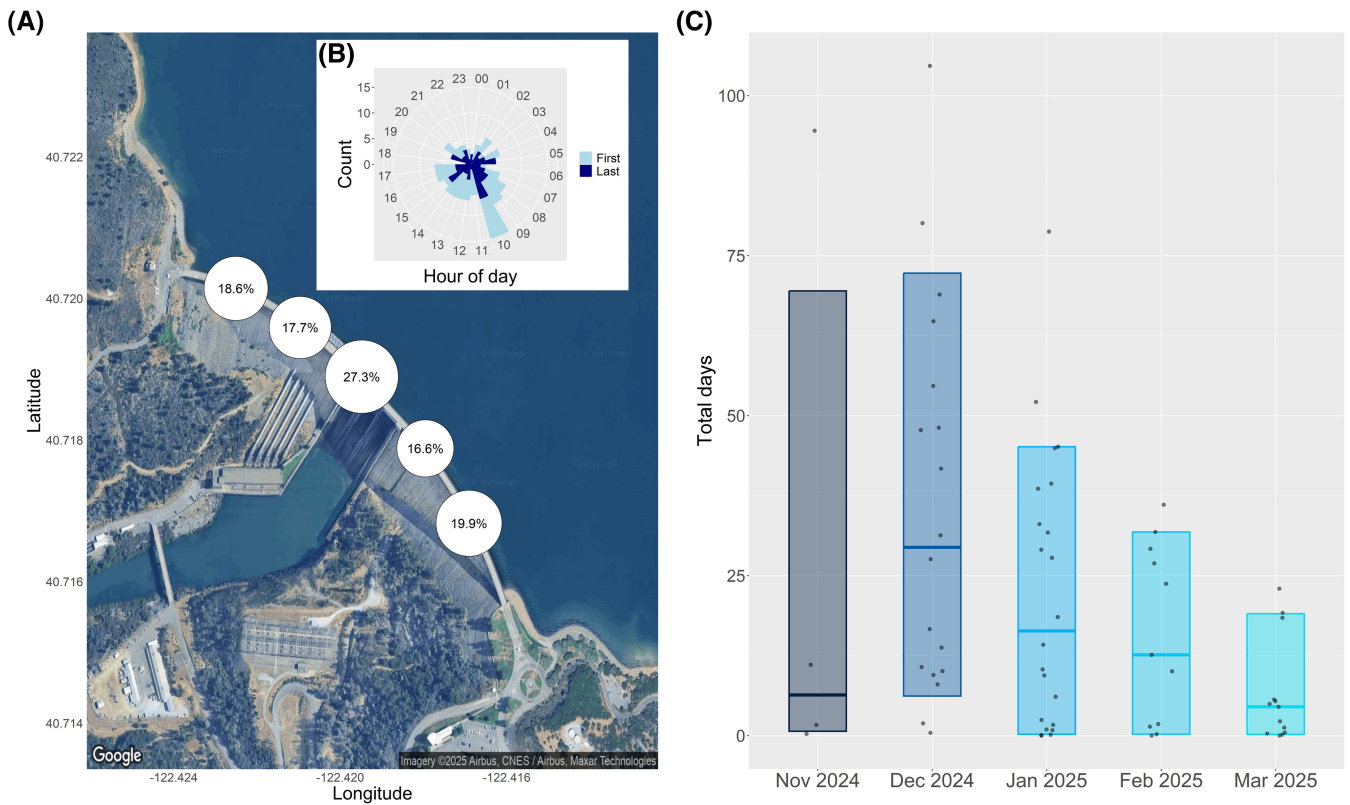 (A)
(B)
(C)
40.722
40.720
40.718
40.716
40.714
Latitude
-122.424
-122.420
-122.416
Longitude
18.6%
17.7%
27.3%
16.6%
19.9%
Google
Imagery ©2025 Airbus, CNES / Airbus, Maxar Technologies
15
10
5
0
Count
23 00 01 02 03 04 05 06 07 08 09 10 11 12 13 14 15 16 17 18 19 20 21 22
Hour of day
First
Last
100
75
50
25
0
Total days
Nov 2024 Dec 2024 Jan 2025 Feb 2025 Mar 2025